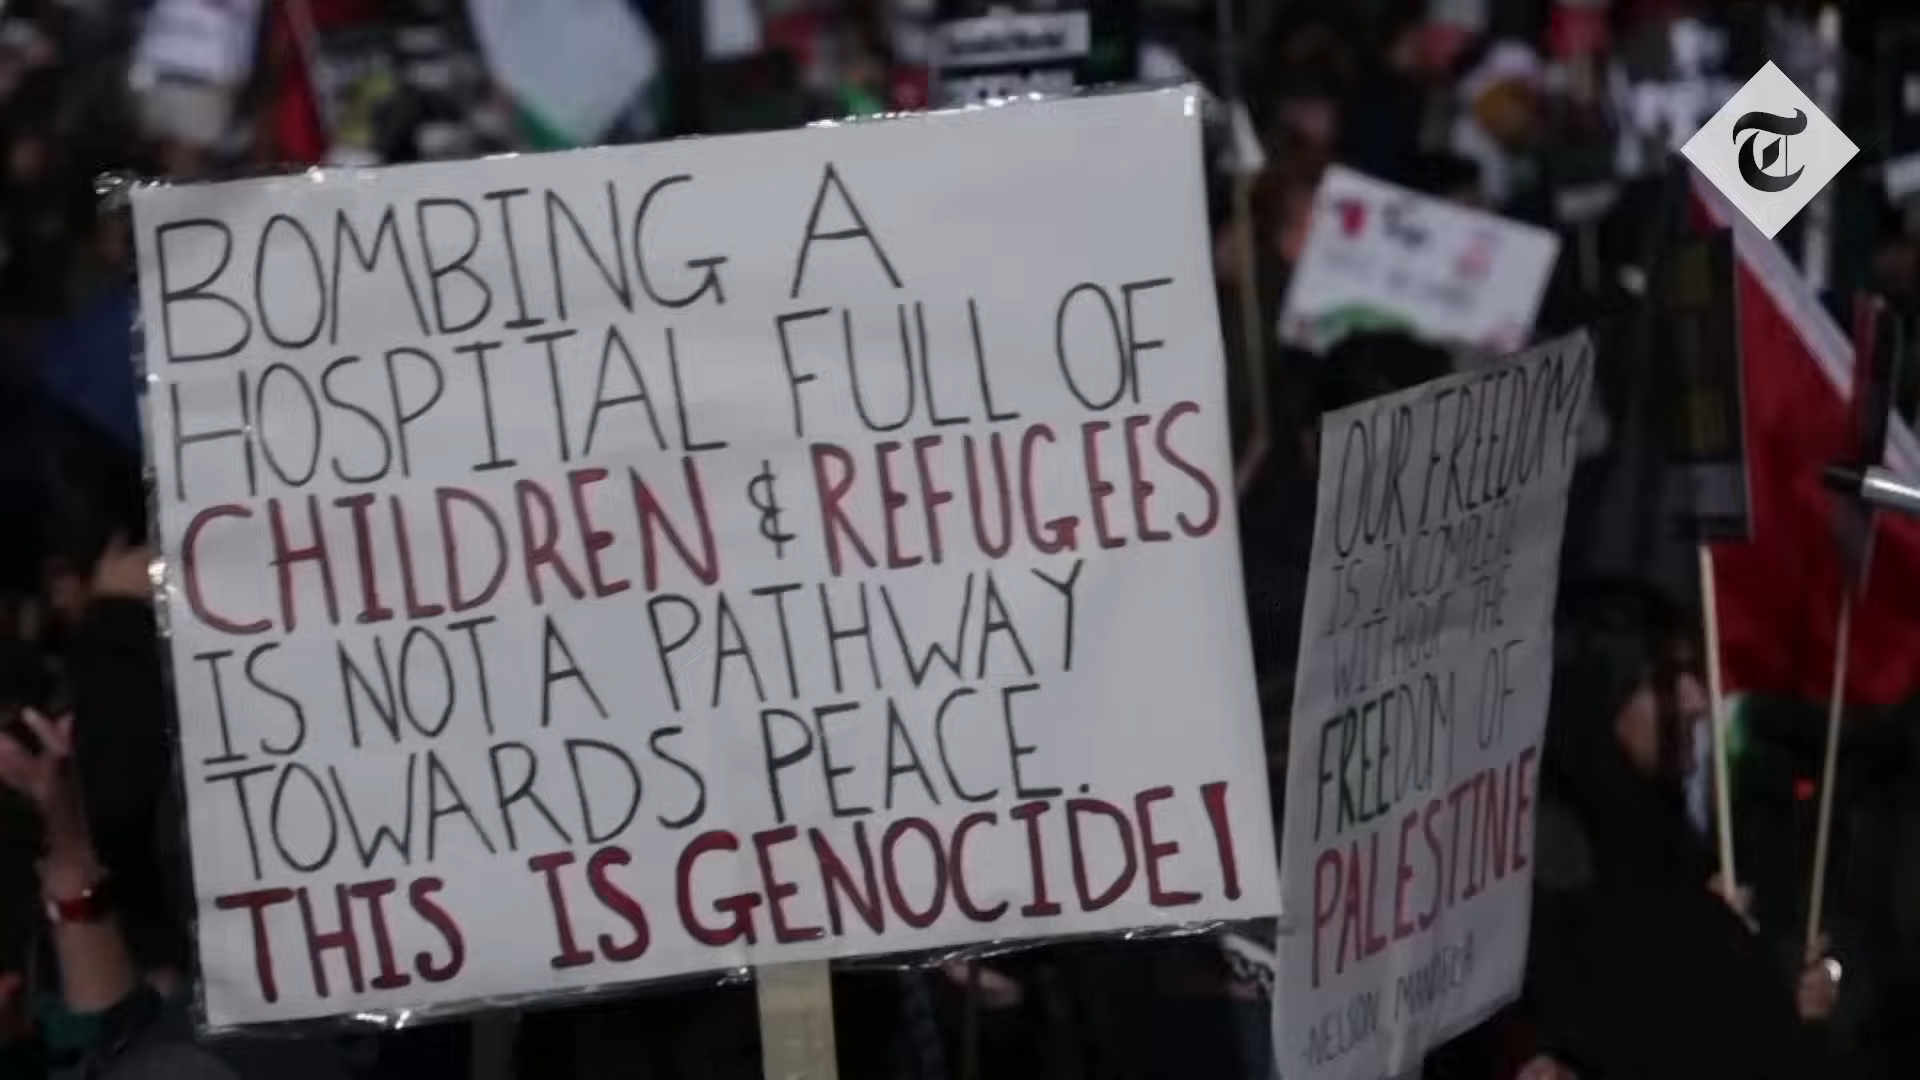 BOMBING A
HOSPITAL FULL OF
CHILDREN & REFUGEES
IS NOT A PATHWAY
TOWARDS PEACE.
THIS IS GENOCIDE!
OUR FREEDOM
IS INCOMPLETE
WITHOUT THE
FREEDOM OF
PALESTINE
-NELSON MANDELA
T